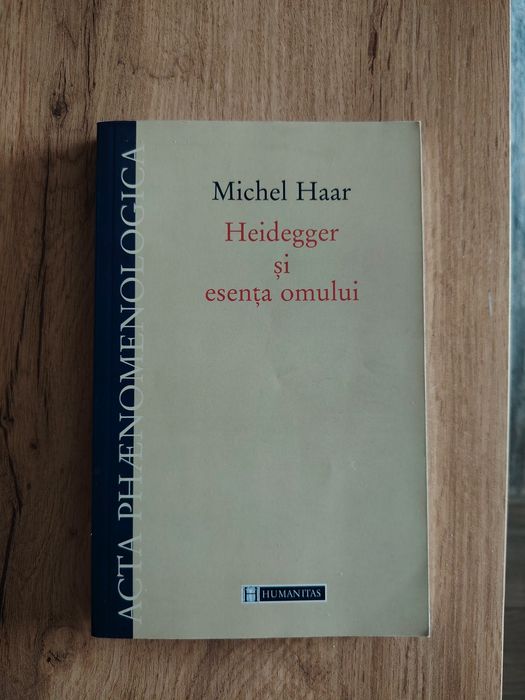 Michel Haar
Heidegger
și
esența omului
ACTA PHÆNOMENOLOGICA
HUMANITAS